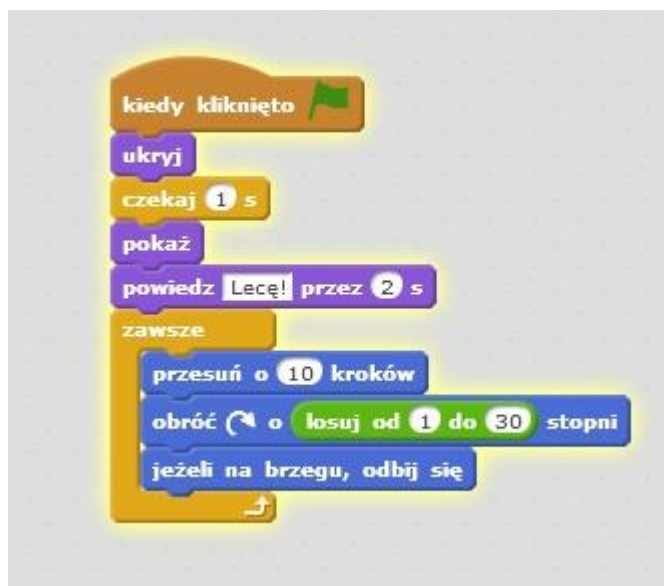 kiedy kliknięto
ukryj
czekaj 1 s
pokaż
powiedz Lecę! przez 2 s
zawsze
przesuń o 10 kroków
obróć o losuj od 1 do 30 stopni
jeżeli na brzegu, odbij się